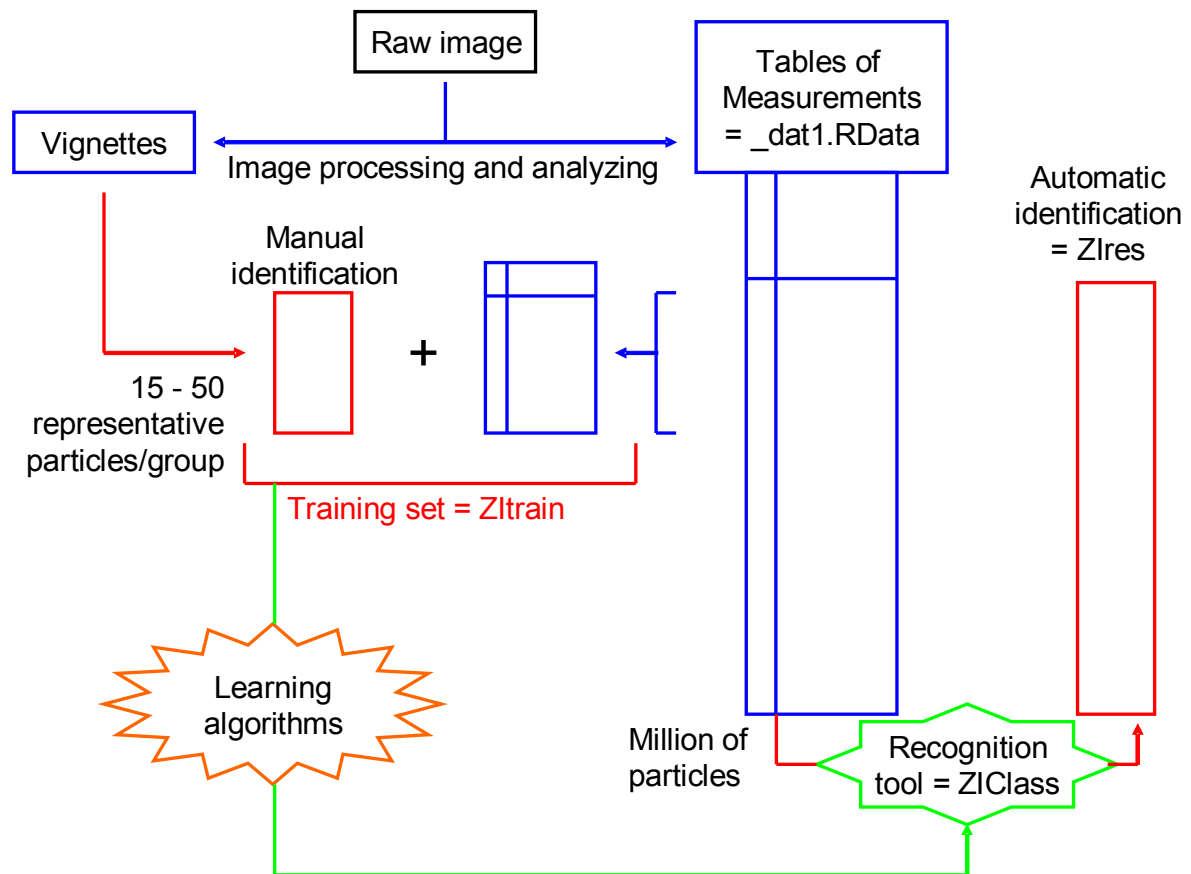 Raw image
Tables of
Measurements
= _dat1.RData
Vignettes
Image processing and analyzing
Automatic
identification
= ZIres
Manual
identification
+
15 - 50
representative
particles/group
Training set = ZItrain
Learning
algorithms
Million of
particles
Recognition
tool = ZIClass